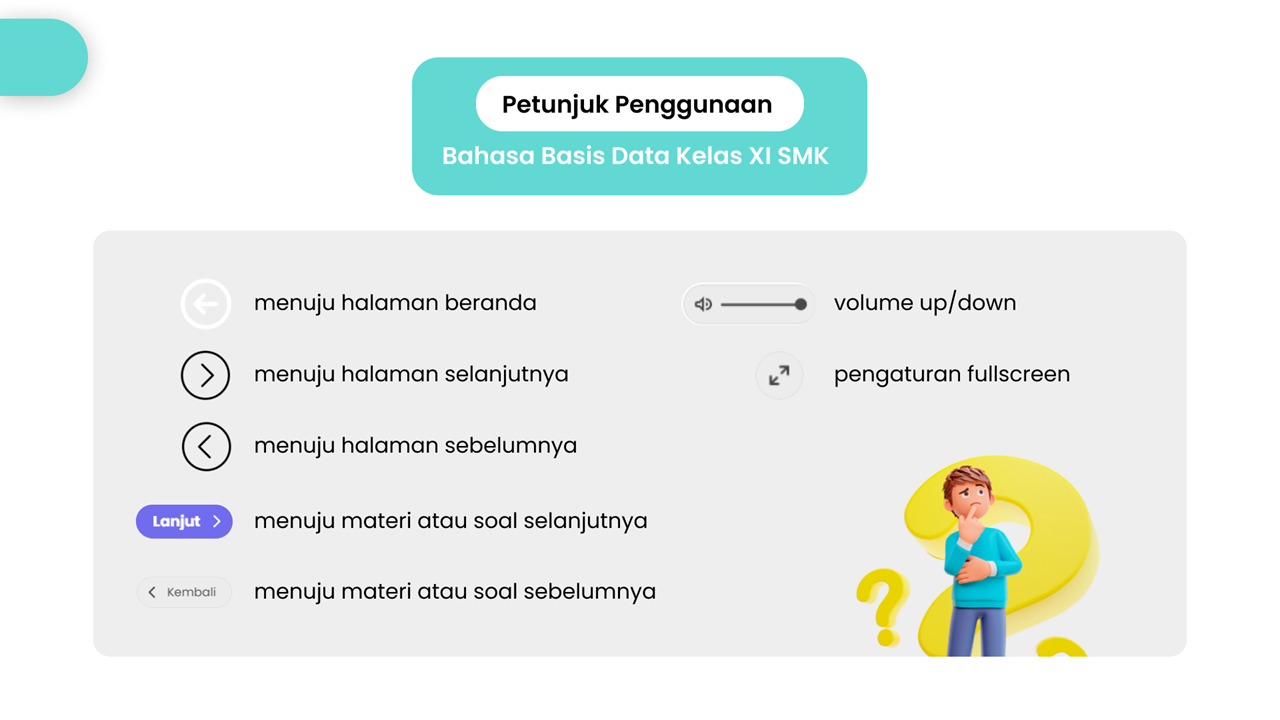 Petunjuk Penggunaan
Bahasa Basis Data Kelas XI SMK
menuju halaman beranda
menuju halaman selanjutnya
menuju halaman sebelumnya
Lanjut
menuju materi atau soal selanjutnya
Kembali
menuju materi atau soal sebelumnya
volume up/down
pengaturan fullscreen